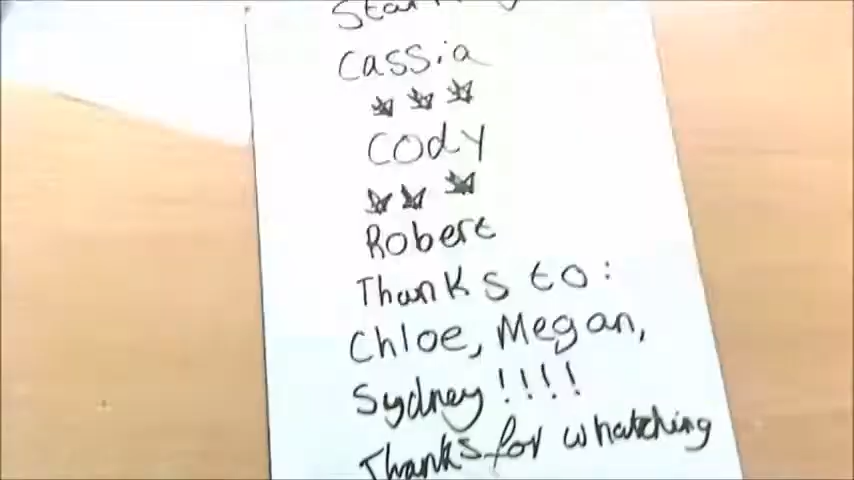 Cassia
Cody
Robert
Thanks to:
Chloe, Megan,
Sydney!!!!
Thanks for whatching